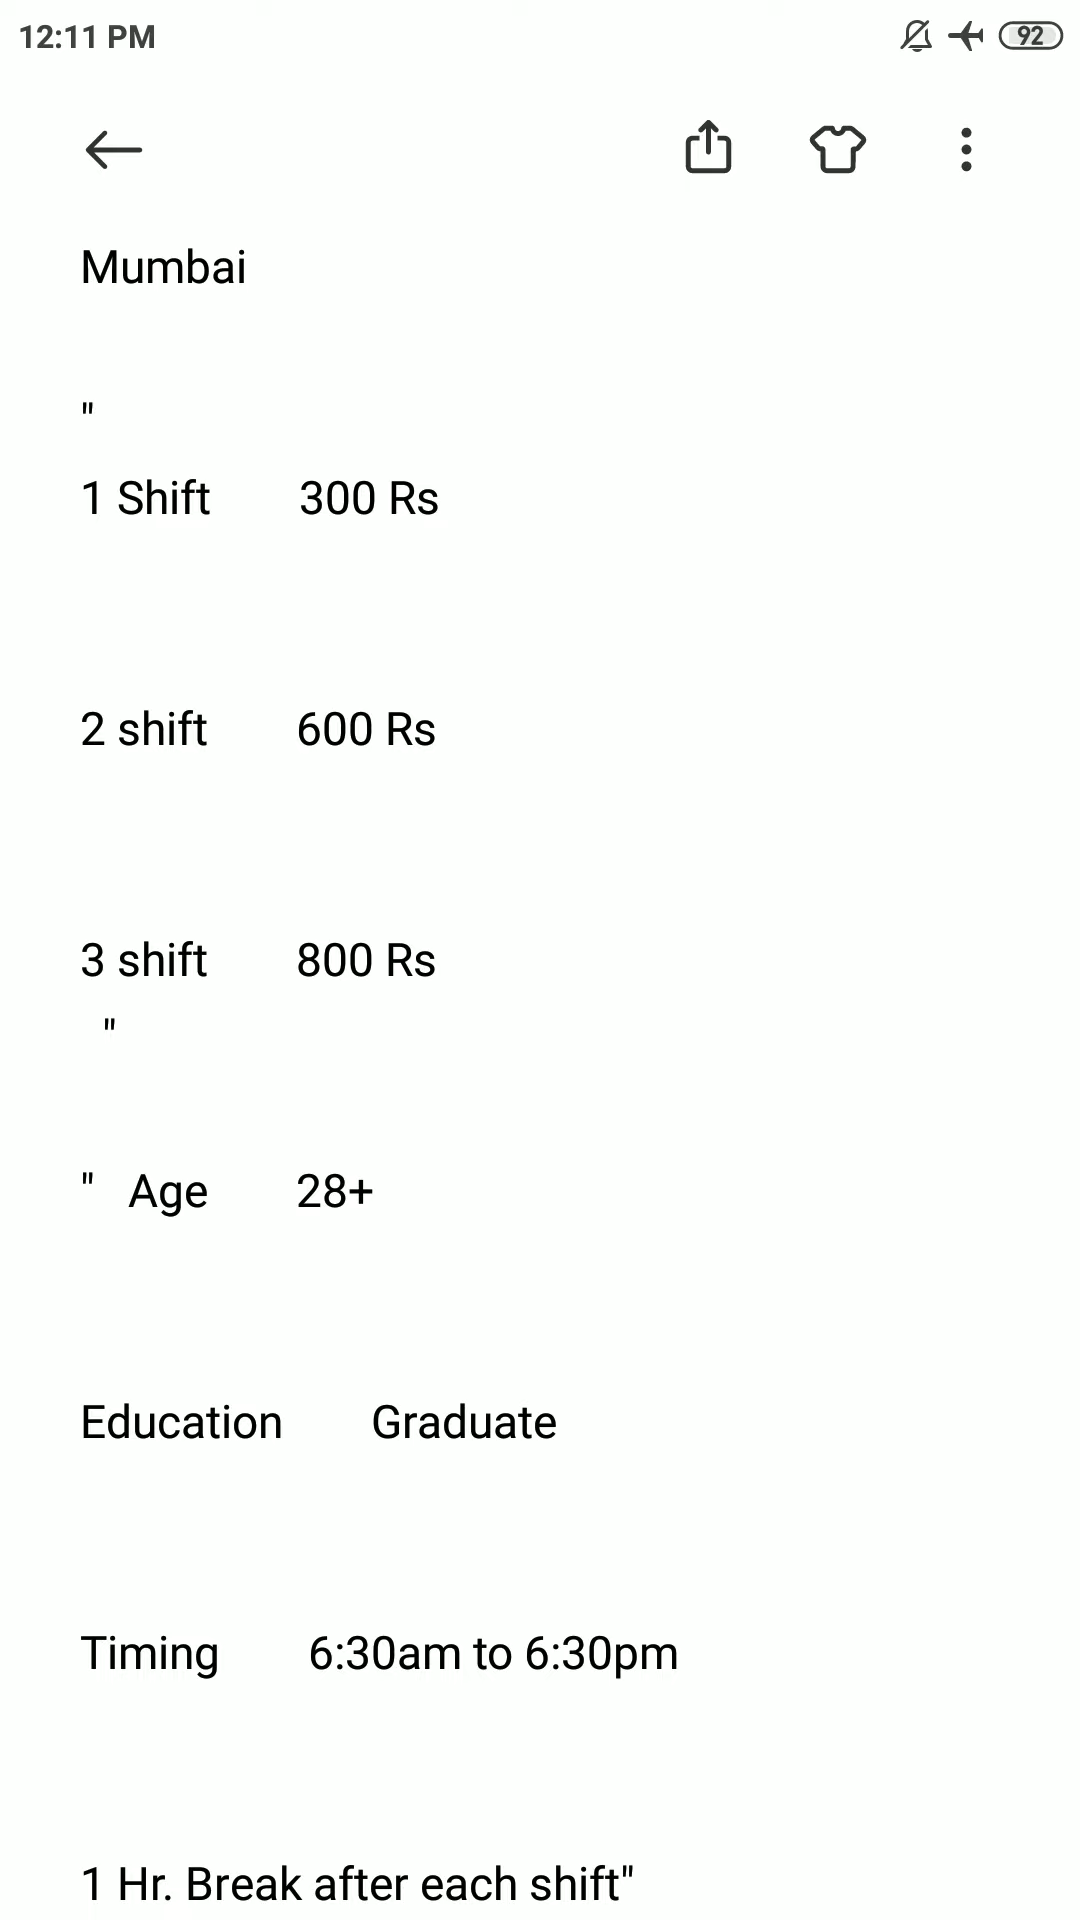 12:11 PM 92
Mumbai
"
1 Shift 300 Rs
2 shift 600 Rs
3 shift 800 Rs
"
" Age 28+
Education Graduate
Timing 6:30am to 6:30pm
1 Hr. Break after each shift"